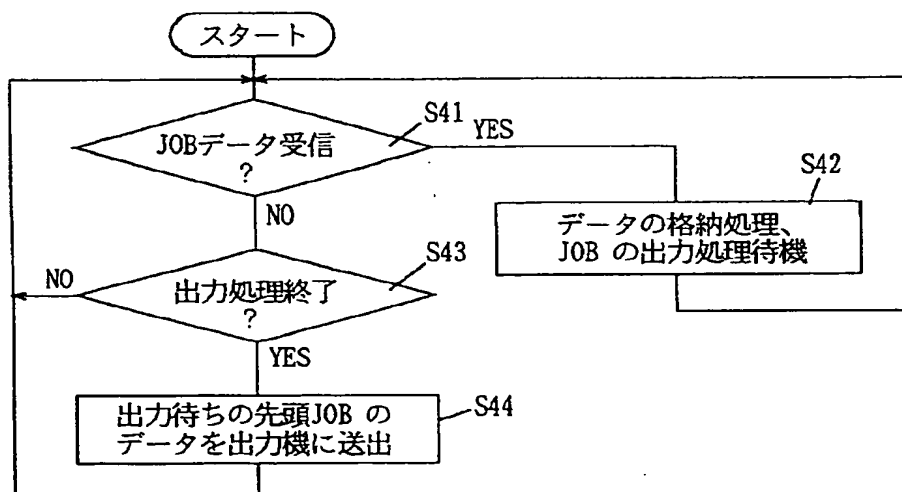 スタート
S41
JOBデータ受信
?
YES
NO
S42
データの格納処理、
JOB の出力処理待機
S43
NO
出力処理終了
?
YES
S44
出力待ちの先頭JOB の
データを出力機に送出